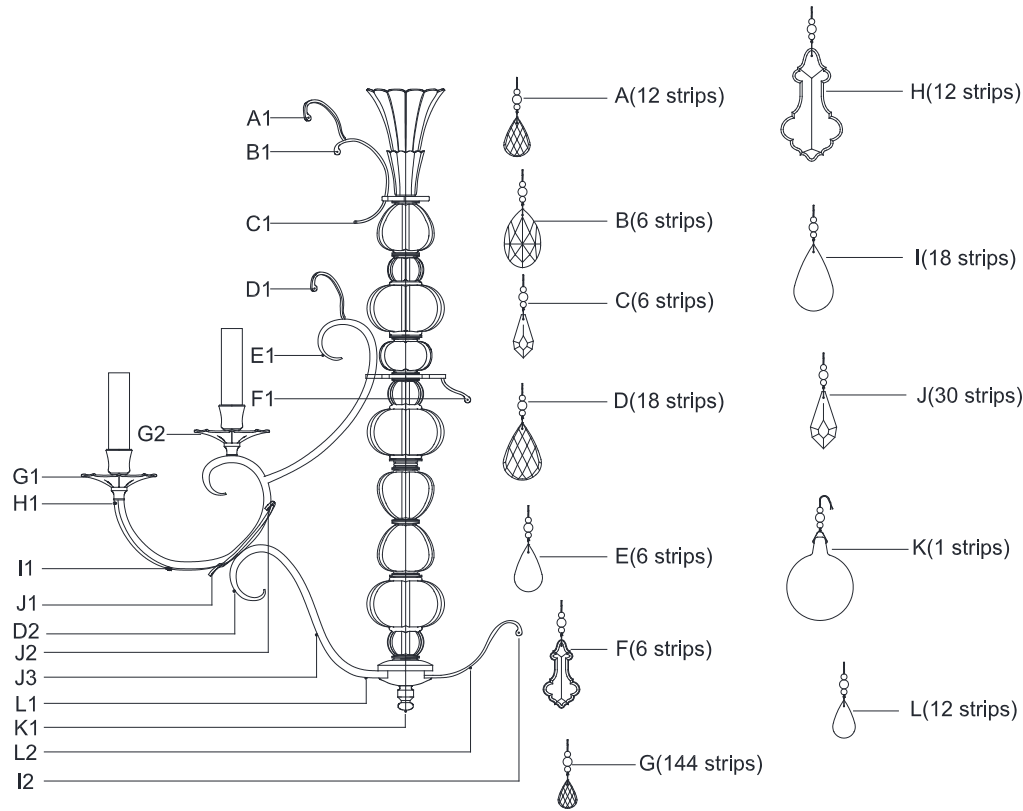 A1
B1
C1
D1
E1
F1
G2
G1
H1
I1
J1
D2
J2
J3
L1
K1
L2
I2
A(12 strips)
B(6 strips)
C(6 strips)
D(18 strips)
E(6 strips)
F(6 strips)
G(144 strips)
H(12 strips)
I(18 strips)
J(30 strips)
K(1 strips)
L(12 strips)